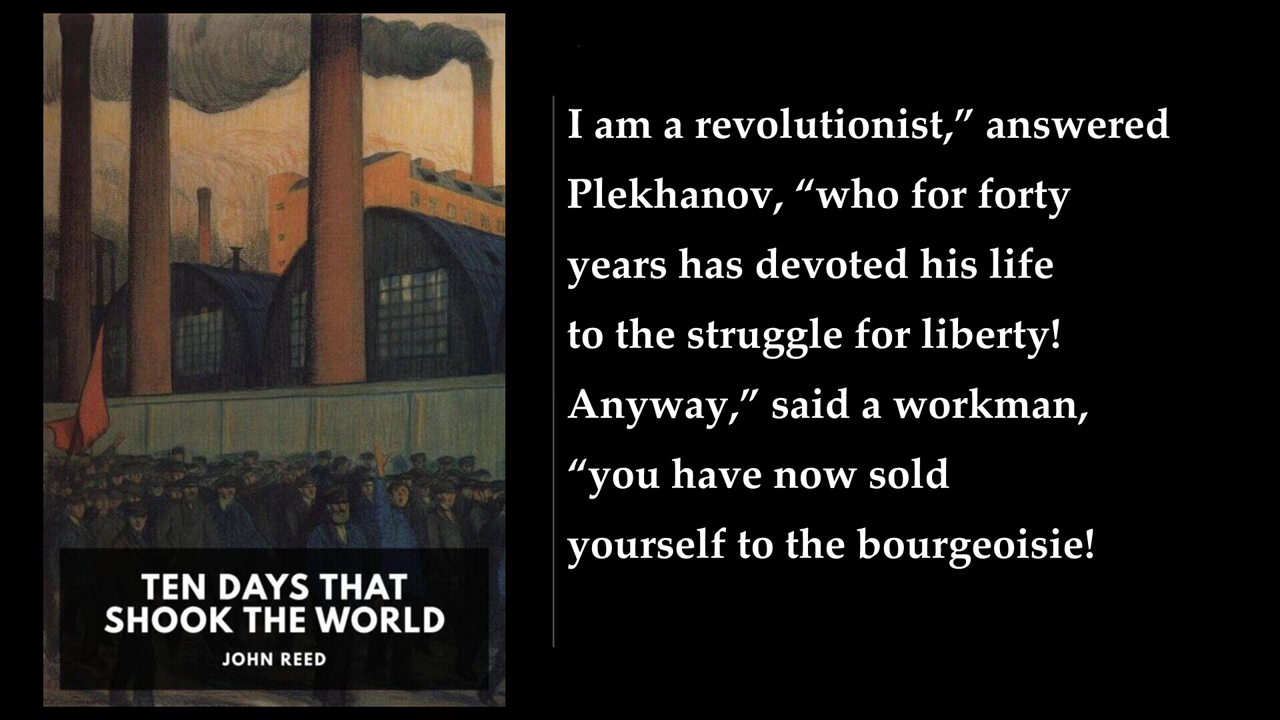 I am a revolutionist,” answered
Plekhanov, “who for forty
years has devoted his life
to the struggle for liberty!
Anyway,” said a workman,
“you have now sold
yourself to the bourgeoisie!
TEN DAYS THAT
SHOOK THE WORLD
JOHN REED